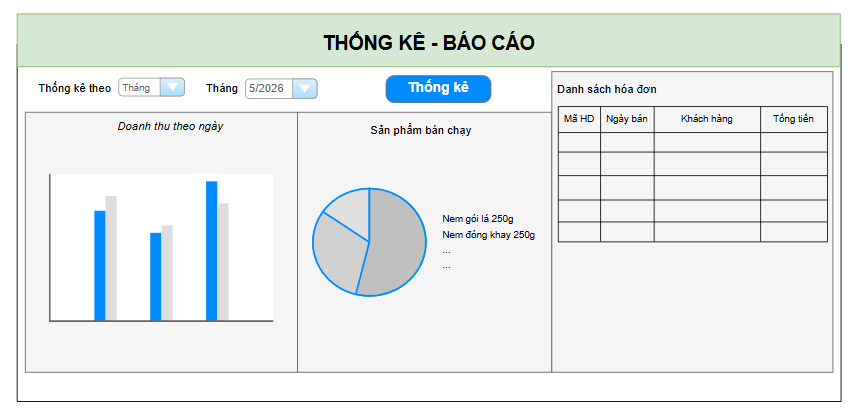 THỐNG KÊ - BÁO CÁO
Thống kê theo Tháng Tháng 5/2026 Thống kê
Doanh thu theo ngày
Sản phẩm bán chạy
Nem gói lá 250g
Nem đóng khay 250g
...
...
Danh sách hóa đơn
Mã HD Ngày bán Khách hàng Tổng tiền